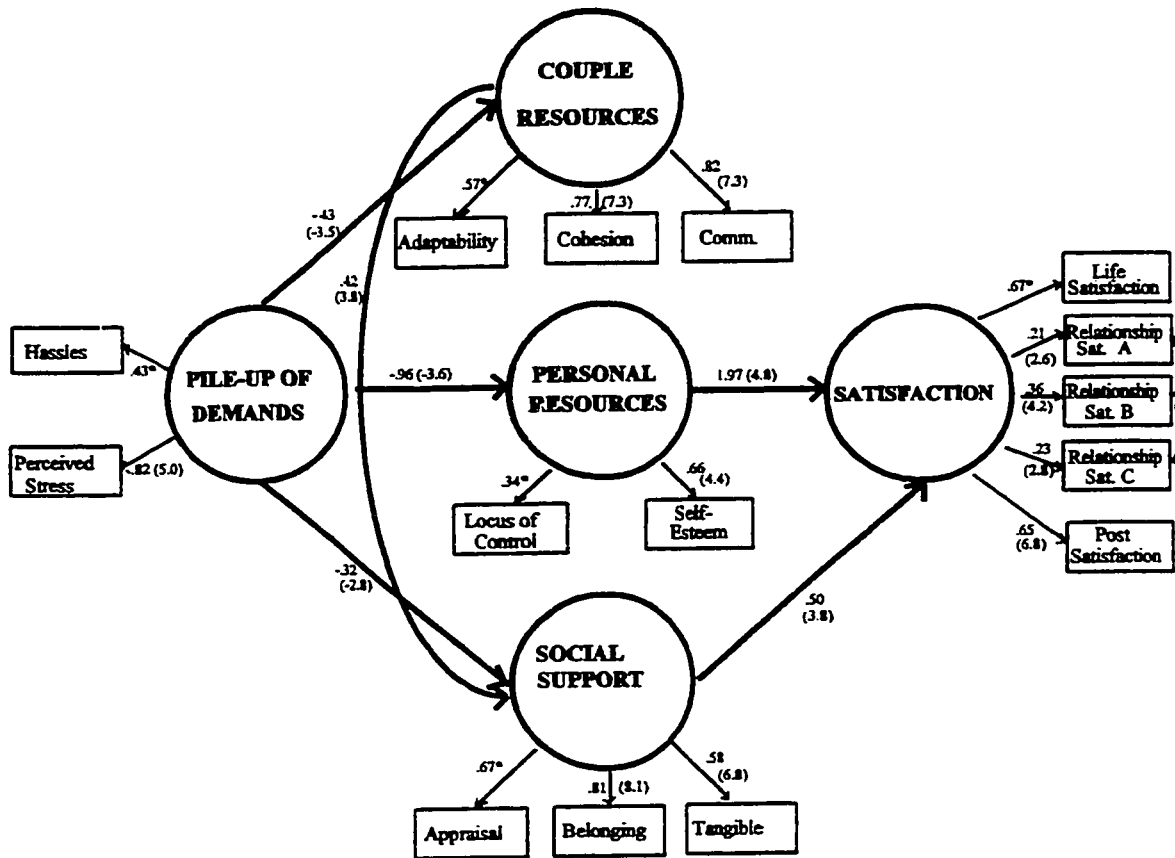 COUPLE
RESOURCES
.57*
.77 (7.3)
.82
(7.3)
Adaptability
Cohesion
Comm.
-.43
(-3.5)
.42
(3.8)
Hassles
.43*
PILE-UP OF
DEMANDS
Perceived
Stress
.82 (5.0)
-.96 (-3.6)
PERSONAL
RESOURCES
1.97 (4.8)
.34*
.66
(4.4)
Locus of
Control
Self-
Esteem
SATISFACTION
.67*
Life
Satisfaction
.21
(2.6)
Relationship
Sat. A
.36
(4.2)
Relationship
Sat. B
.23
(2.8)
Relationship
Sat. C
.65
(6.8)
Post
Satisfaction
-.32
(-2.8)
.50
(3.8)
SOCIAL
SUPPORT
.67*
.81 (8.1)
.58
(6.8)
Appraisal
Belonging
Tangible